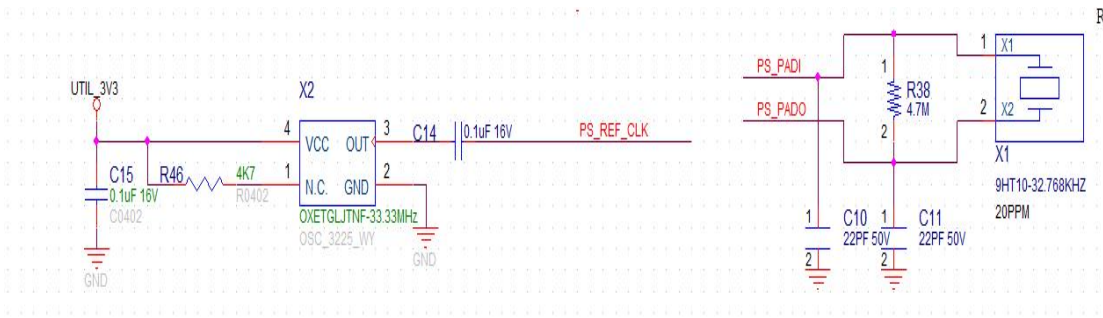 R
UTIL_3V3
X2
4
VCC
OUT
3
C14
0.1uF 16V
PS_REF_CLK
C15
0.1uF 16V
C0402
R46
4K7
R0402
1
N.C.
GND
2
OXETGLJTNF-33.33MHz
OSC_3225_WY
GND
GND
PS_PADI
PS_PADO
1
R38
4.7M
2
1
X1
2
X2
X1
9HT10-32.768KHZ
20PPM
1
C10
22PF 50V
2
1
C11
22PF 50V
2